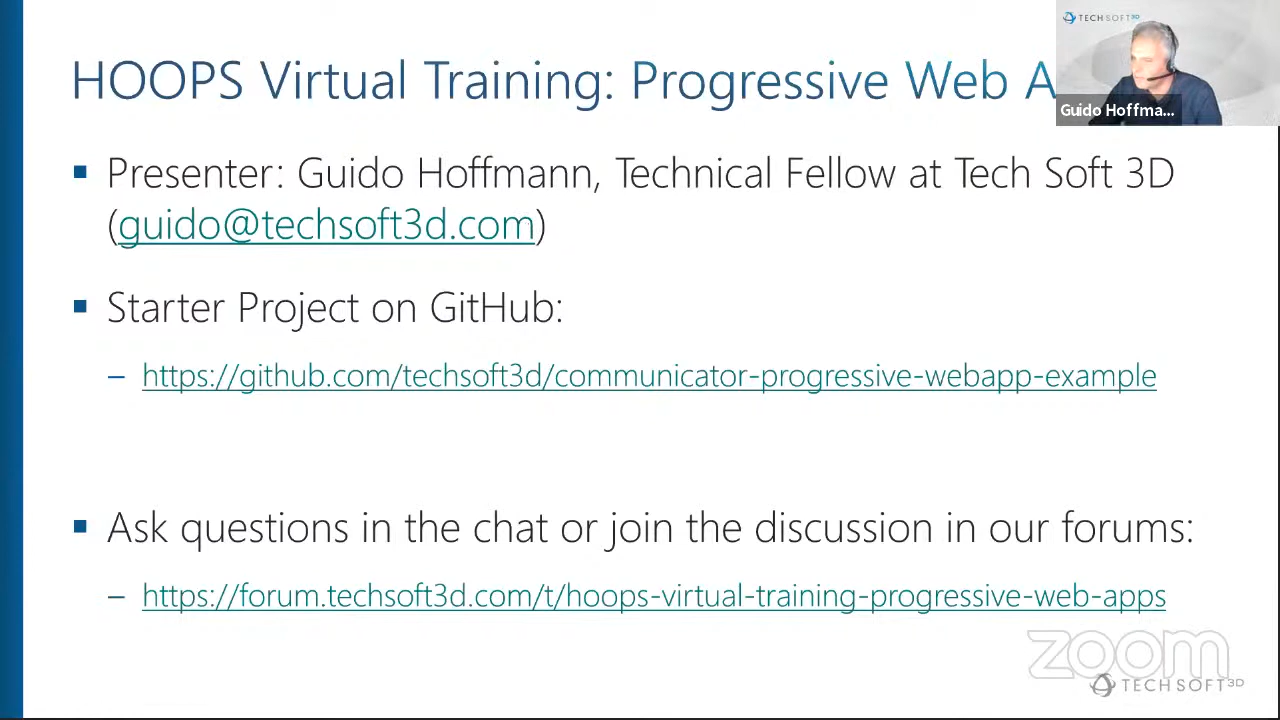 HOOPS Virtual Training: Progressive Web A
TECH SOFT 3D
Guido Hoffma...
▪ Presenter: Guido Hoffmann, Technical Fellow at Tech Soft 3D
(guido@techsoft3d.com)
▪ Starter Project on GitHub:
– https://github.com/techsoft3d/communicator-progressive-webapp-example
▪ Ask questions in the chat or join the discussion in our forums:
– https://forum.techsoft3d.com/t/hoops-virtual-training-progressive-web-apps
zoom
TECH SOFT 3D